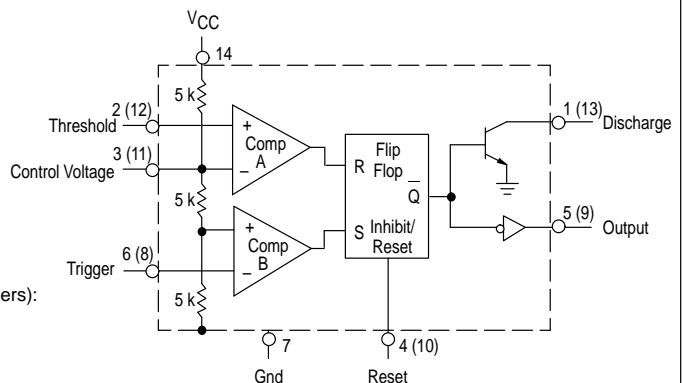 VCC
14
5 k
2 (12)
Threshold
+
Comp
A
–
1 (13)
Discharge
3 (11)
Control Voltage
R
Flip
Flop
Q
5 k
+
Comp
B
–
S
Inhibit/
Reset
5 (9)
Output
6 (8)
Trigger
5 k
ers):
7
4 (10)
Gnd
Reset